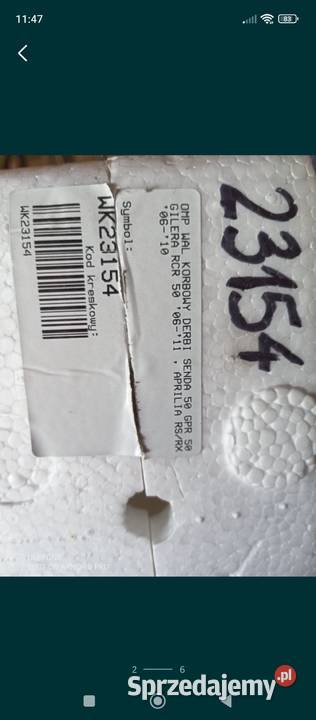 11:47
83
23154
OMP WAŁ KORBOWY DERBI SENDA 50 GPR 50
GILERA RCR 50 '06-'11 , APRILIA RS/RX
'06-'10
Symbol:
WK23154
Kod kreskowy:
WK23154
2
6
Sprzedajemy.pl